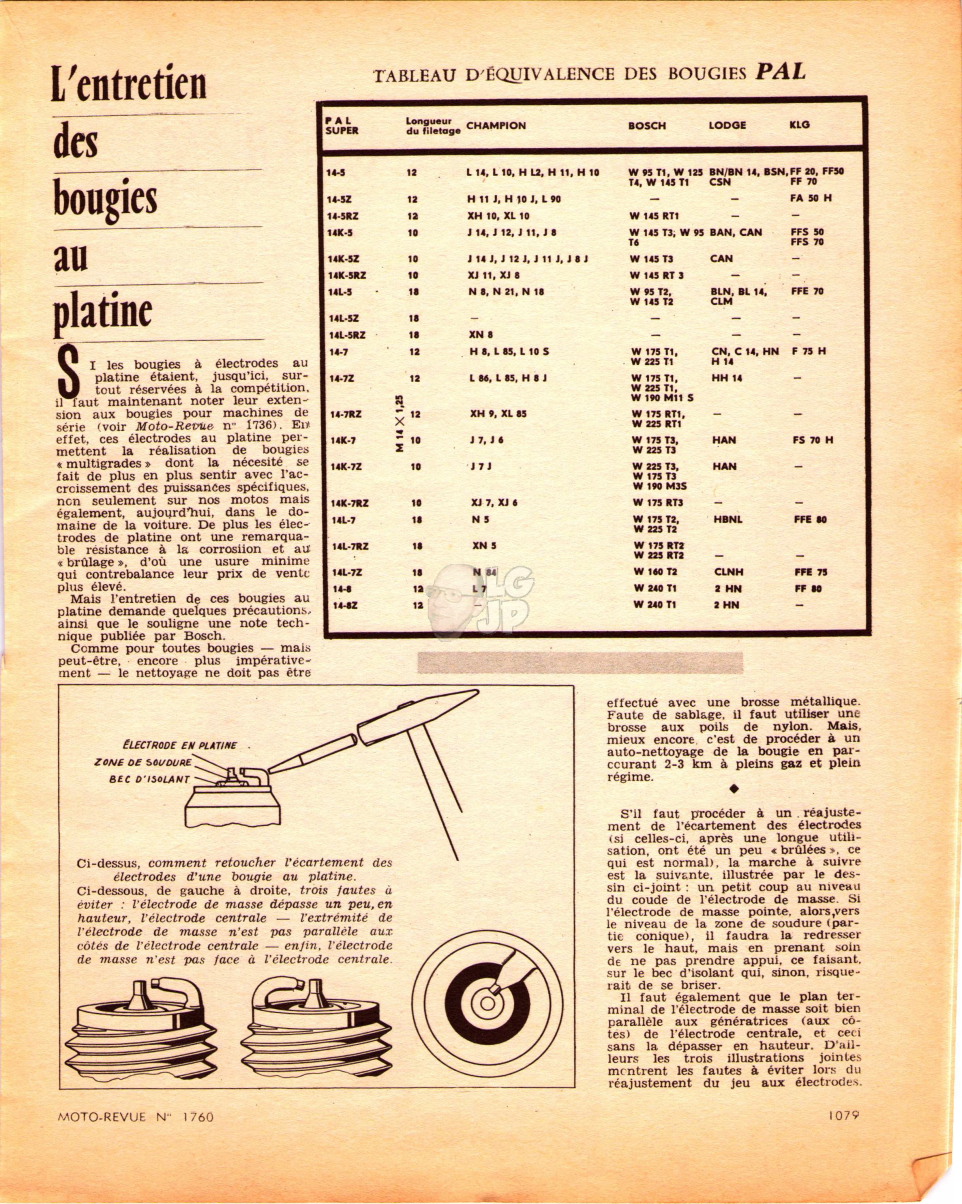 L'entretien
des
bougies
au
platine
SI les bougies à électrodes au
platine étaient, jusqu'ici, sur-
tout réservées à la compétition,
il faut maintenant noter leur exten-
sion aux bougies pour machines de
série (voir Moto-Revue n° 1736). En
effet, ces électrodes au platine per-
mettent la réalisation de bougies
« multigrades » dont la nécesité se
fait de plus en plus sentir avec l'ac-
croissement des puissances spécifiques,
non seulement sur nos motos mais
également, aujourd'hui, dans le do-
maine de la voiture. De plus les élec-
trodes de platine ont une remarqua-
ble résistance à la corrosiion et au
« brûlage », d'où une usure minime
qui contrebalance leur prix de vente
plus élevé.
Mais l'entretien de ces bougies au
platine demande quelques précautions,
ainsi que le souligne une note tech-
nique publiée par Bosch.
Comme pour toutes bougies — mais
peut-être, encore plus impérative-
ment — le nettoyage ne doit pas être
TABLEAU D'ÉQUIVALENCE DES BOUGIES PAL
PAL SUPER Longueur du filetage CHAMPION BOSCH LODGE KLG
14-5 12 L 14, L 10, H L2, H 11, H 10 W 95 T1, W 125 BN/BN 14, BSN, FF 20, FF50
T4, W 145 T1 CSN FF 70
14-5Z 12 H 11 J, H 10 J, L 90 — — FA 50 H
14-5RZ 12 XH 10, XL 10 W 145 RT1 — —
14K-5 10 J 14, J 12, J 11, J 8 W 145 T3, W 95 BAN, CAN FFS 50
T6 FFS 70
14K-5Z 10 J 14 J, J 12 J, J 11 J, J 8 J W 145 T3 CAN —
14K-5RZ 10 XJ 11, XJ 8 W 145 RT 3 — —
14L-5 18 N 8, N 21, N 18 W 95 T2, BLN, BL 14, FFE 70
W 145 T2 CLM
14L-5Z 18 — — — —
14L-5RZ 18 XN 8 — — —
14-7 12 H 8, L 85, L 10 S W 175 T1, CN, C 14, HN F 75 H
W 225 T1 H 14
14-7Z 12 L 86, L 85, H 8 J W 175 T1, HH 14 —
W 225 T1,
W 190 M11 S
M 14 X 1,25
14-7RZ 12 XH 9, XL 85 W 175 RT1, — —
W 225 RT1
14K-7 10 J 7, J 6 W 175 T3, HAN FS 70 H
W 225 T3
14K-7Z 10 J 7 J W 225 T3, HAN —
W 175 T3
W 190 M3S
14K-7RZ 10 XJ 7, XJ 6 W 175 RT3 — —
14L-7 18 N 5 W 175 T2, HBNL FFE 80
W 225 T2
14L-7RZ 18 XN 5 W 175 RT2
W 225 RT2 — —
14L-7Z 18 N 84 W 160 T2 CLNH FFE 75
14-8 12 L 7 W 240 T1 2 HN FF 80
14-8Z 12 — W 240 T1 2 HN —
LG
JP
ÉLECTRODE EN PLATINE
ZONE DE SOUDURE
BEC D'ISOLANT
Ci-dessus, comment retoucher l'écartement des
électrodes d'une bougie au platine.
Ci-dessous, de gauche à droite, trois fautes à
éviter : l'électrode de masse dépasse un peu, en
hauteur, l'électrode centrale — l'extrémité de
l'électrode de masse n'est pas parallèle aux
côtés de l'électrode centrale — enfin, l'électrode
de masse n'est pas face à l'électrode centrale.
effectué avec une brosse métallique.
Faute de sablage, il faut utiliser une
brosse aux poils de nylon. Mais,
mieux encore, c'est de procéder à un
auto-nettoyage de la bougie en par-
courant 2-3 km à pleins gaz et plein
régime.
S'il faut procéder à un réajuste-
ment de l'écartement des électrodes
(si celles-ci, après une longue utili-
sation, ont été un peu « brûlées », ce
qui est normal), la marche à suivre
est la suivante, illustrée par le des-
sin ci-joint : un petit coup au niveau
du coude de l'électrode de masse. Si
l'électrode de masse pointe, alors, vers
le niveau de la zone de soudure (par-
tie conique), il faudra la redresser
vers le haut, mais en prenant soin
de ne pas prendre appui, ce faisant,
sur le bec d'isolant qui, sinon, risque-
rait de se briser.
Il faut également que le plan ter-
minal de l'électrode de masse soit bien
parallèle aux génératrices (aux cô-
tés) de l'électrode centrale, et ceci
sans la dépasser en hauteur. D'ail-
leurs les trois illustrations jointes
montrent les fautes à éviter lors du
réajustement du jeu aux électrodes.
MOTO-REVUE N° 1760
1079